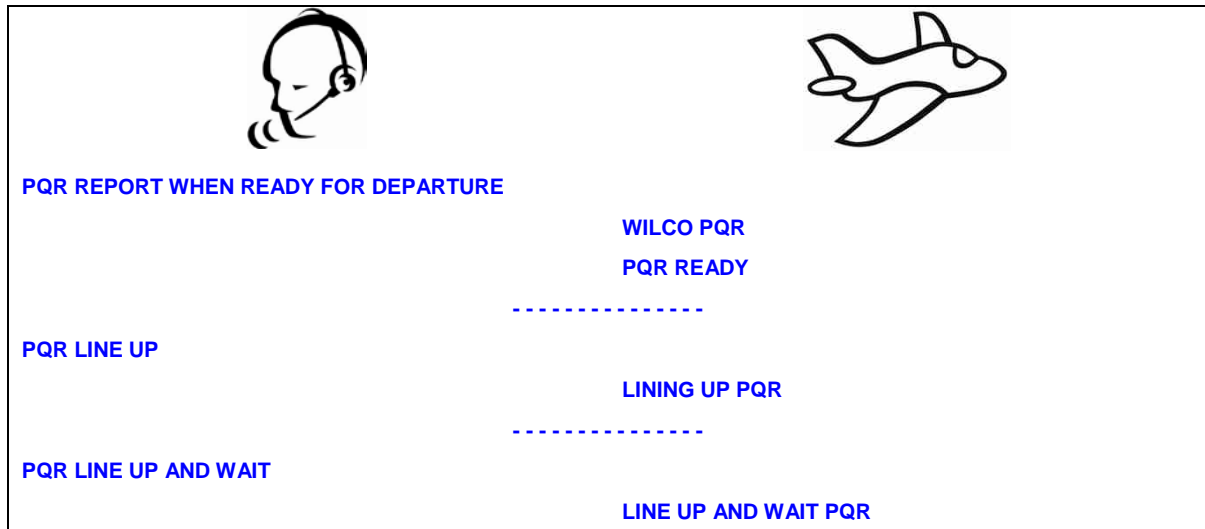 PQR REPORT WHEN READY FOR DEPARTURE
WILCO PQR
PQR READY
- - - - - - - - - - - - - - -
PQR LINE UP
LINING UP PQR
- - - - - - - - - - - - - - -
PQR LINE UP AND WAIT
LINE UP AND WAIT PQR